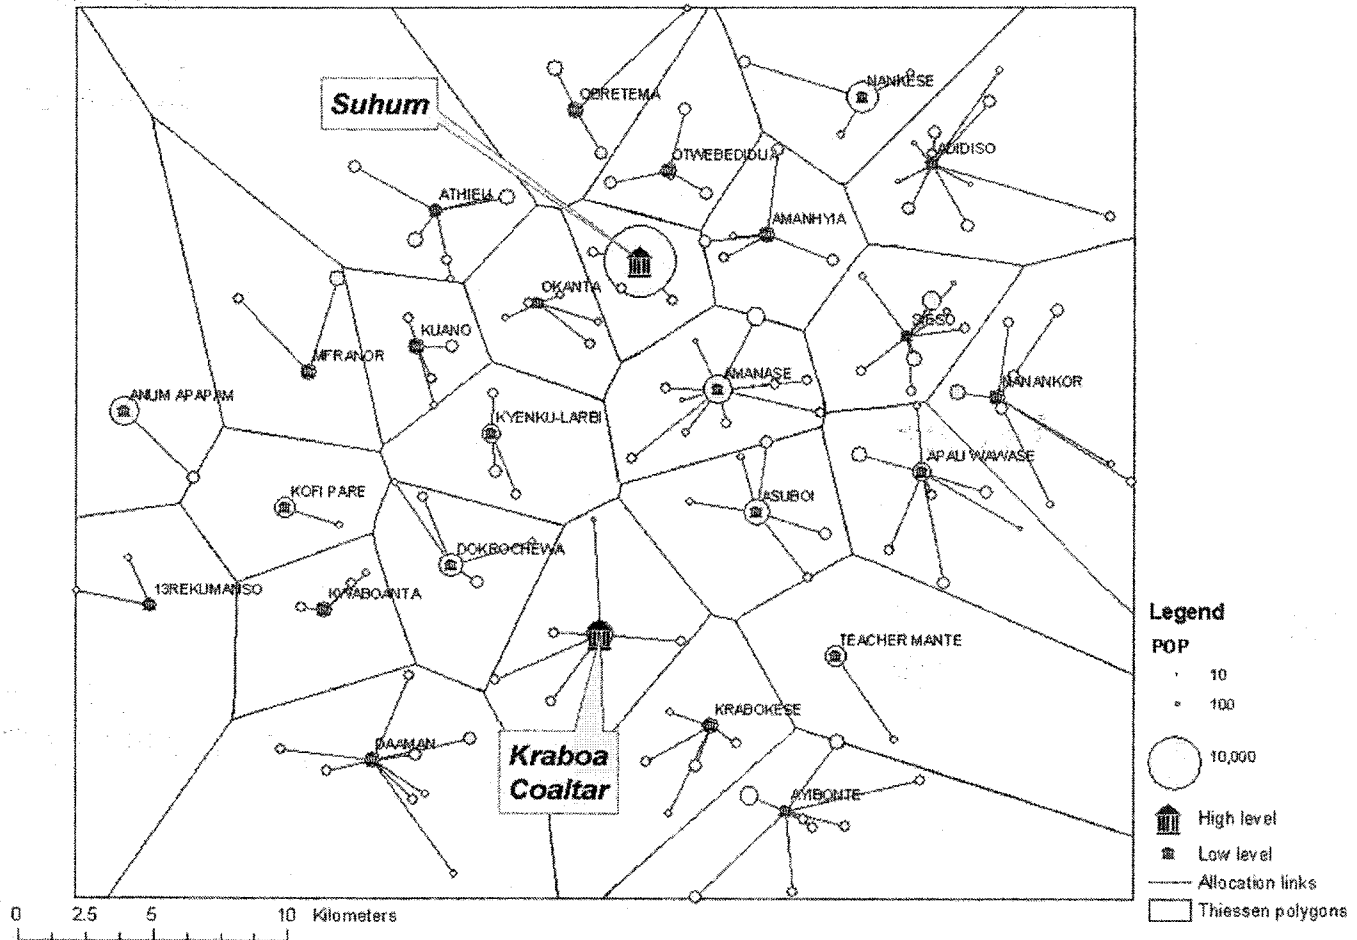 NANKESE
OBRETEMA
Suhum
OTWEBEDIDUA
ADIDISO
ATHIEU
AMANHYIA
OKANTA
KUANO
MFRANOR
NANANKOR
AMANASE
ANUM APAPAM
KYENKU-LARBI
APAU WAWASE
KOFI PARE
ASUBOI
DOKROCHEWA
13REKUMANSO
KWABOANTA
TEACHER MANTE
KRABOKESE
DAAMAN
Kraboa
Coaltar
AYIBONTE
Legend
POP
10
100
10,000
High level
Low level
Allocation links
Thiessen polygons
0 2.5 5 10 Kilometers